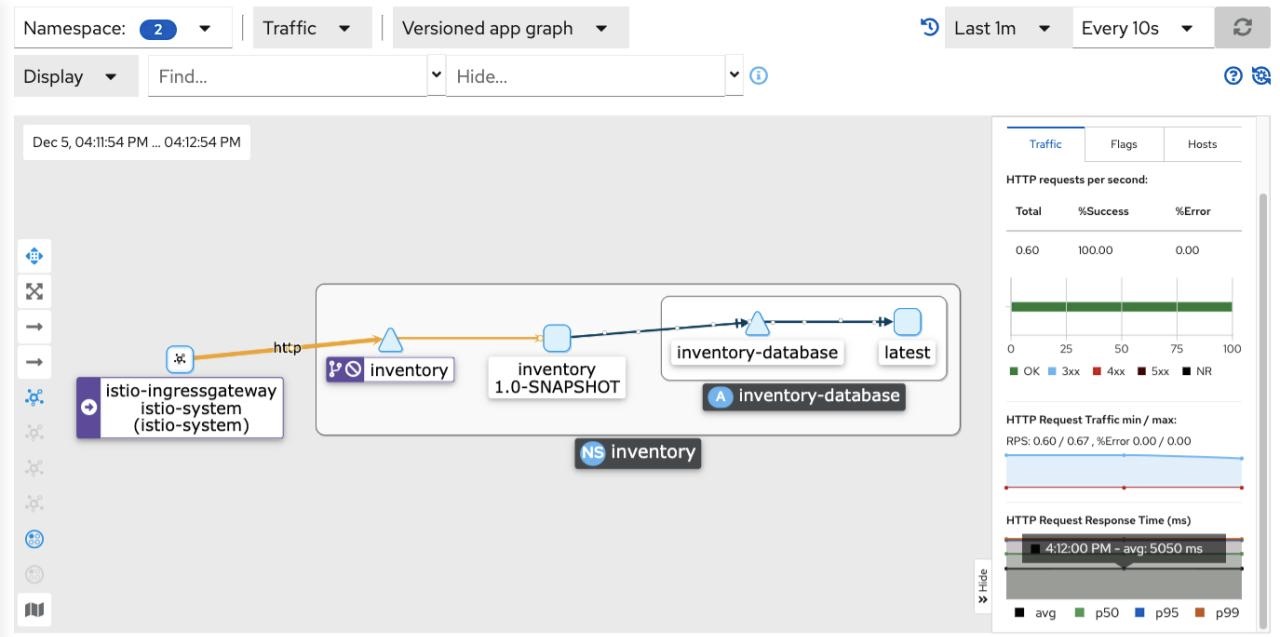 Namespace: 2
Traffic
Versioned app graph
Last 1m
Every 10s
Display
Find...
Hide...
Dec 5, 04:11:54 PM ... 04:12:54 PM
http
istio-ingressgateway
istio-system
(istio-system)
inventory
inventory
1.0-SNAPSHOT
inventory-database
latest
A inventory-database
NS inventory
Hide
Traffic
Flags
Hosts
HTTP requests per second:
Total %Success %Error
0.60 100.00 0.00
0 25 50 75 100
OK 3xx 4xx 5xx NR
HTTP Request Traffic min / max:
RPS: 0.60 / 0.67 , %Error 0.00 / 0.00
HTTP Request Response Time (ms)
4:12:00 PM - avg: 5050 ms
avg p50 p95 p99